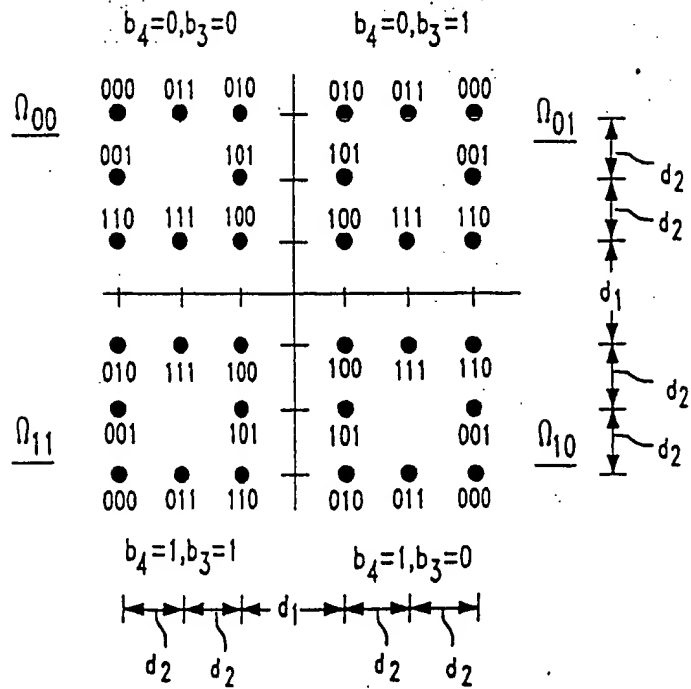 b4=0,b3=0 b4=0,b3=1
000 011 010 010 011 000
Ω00 Ω01
001 101 101 001
d2
110 111 100 100 111 110
d2
d1
010 111 100 100 111 110
d2
Ω11 001 101 101 001 Ω10
d2
000 011 110 010 011 000
b4=1,b3=1 b4=1,b3=0
d1
d2 d2 d2 d2